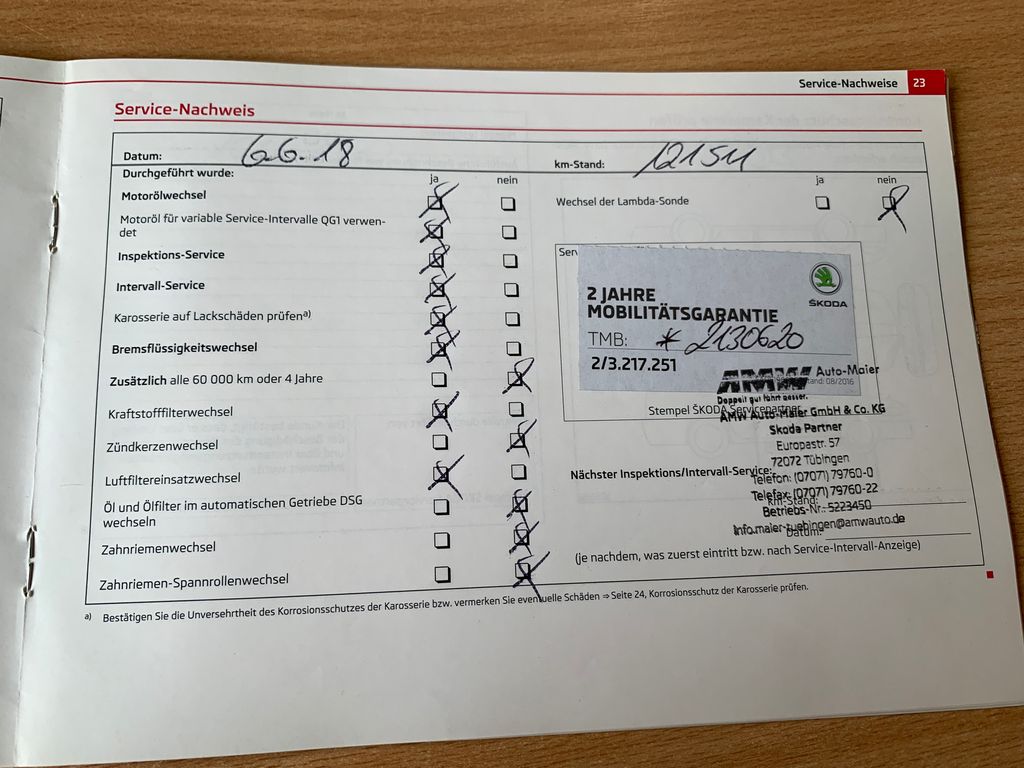 Service-Nachweise 23
Service-Nachweis
Datum: 6.6.18 km-Stand:
Durchgeführt wurde: ja nein ja nein
Motorölwechsel
Wechsel der Lambda-Sonde
Motoröl für variable Service-Intervalle QG1 verwen-
det
Inspektions-Service
Intervall-Service
Karosserie auf Lackschäden prüfen a)
Bremsflüssigkeitswechsel
Zusätzlich alle 60 000 km oder 4 Jahre
Kraftstofffilterwechsel
Zündkerzenwechsel
Luftfiltereinsatzwechsel
Öl und Ölfilter im automatischen Getriebe DSG
wechseln
Zahnriemenwechsel
Zahnriemen-Spannrollenwechsel
2 JAHRE
MOBILITÄTSGARANTIE
ŠKODA
TMB: * 2130620
2/3.217.251
Stand: 08/2016
AMW Auto-Maier
Doppelt gut fährt besser.
Stempel ŠKODA Servicepartner
AMW Auto-Maier GmbH & Co. KG
Skoda Partner
Europastr. 57
72072 Tübingen
Nächster Inspektions/Intervall-Service:
Telefon: (07071) 79760-0
Telefax: (07071) 79760-22
km-Stand:
Betriebs-Nr.: 5223450
info.maier-tuebingen@amwauto.de
Datum:
(je nachdem, was zuerst eintritt bzw. nach Service-Intervall-Anzeige)
a) Bestätigen Sie die Unversehrtheit des Korrosionsschutzes der Karosserie bzw. vermerken Sie eventuelle Schäden ⇒ Seite 24, Korrosionsschutz der Karosserie prüfen.